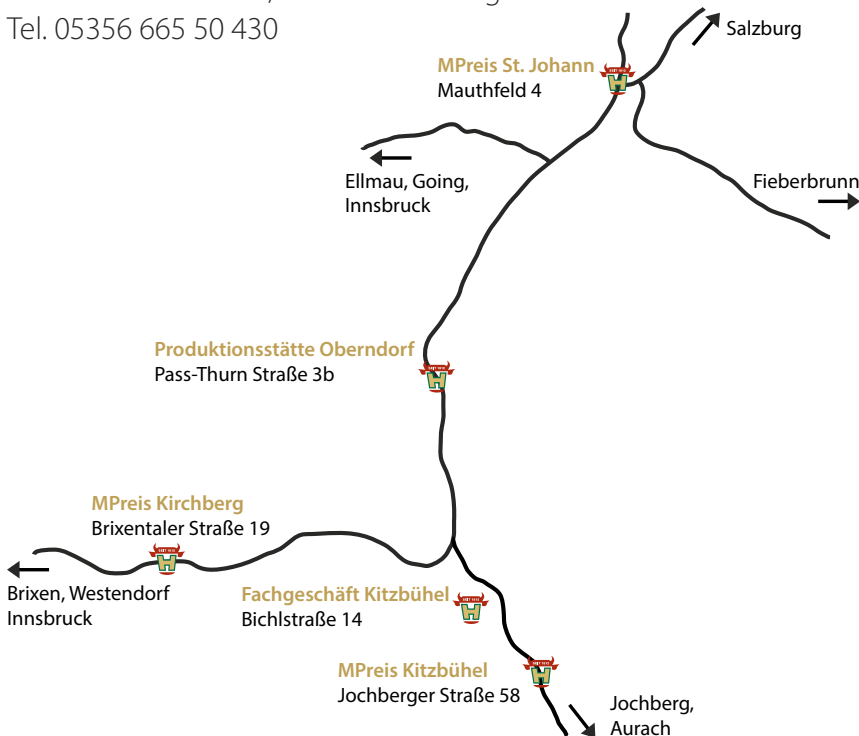 Tel. 05356 665 50 430
Salzburg
MPreis St. Johann
Mauthfeld 4
Ellmau, Going,
Innsbruck
Fieberbrunn
Produktionsstätte Oberndorf
Pass-Thurn Straße 3b
MPreis Kirchberg
Brixentaler Straße 19
Brixen, Westendorf
Innsbruck
Fachgeschäft Kitzbühel
Bichlstraße 14
MPreis Kitzbühel
Jochberger Straße 58
Jochberg,
Aurach